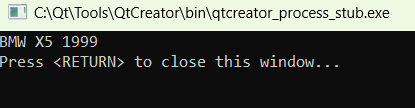 C:\Qt\Tools\QtCreator\bin\qtcreator_process_stub.exe
BMW X5 1999
Press <RETURN> to close this window...